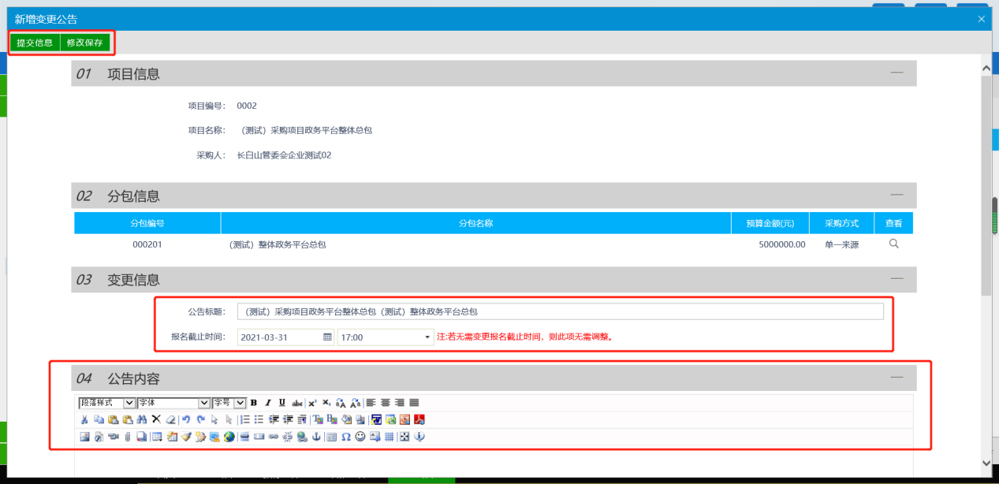 新增变更公告
提交信息 修改保存
01 项目信息
项目编号： 0002
项目名称： （测试）采购项目政务平台整体总包
采购人： 长白山管委会企业测试02
02 分包信息
分包编号 分包名称 预算金额(元) 采购方式 查看
000201 （测试）整体政务平台总包 5000000.00 单一来源
03 变更信息
公告标题： （测试）采购项目政务平台整体总包（测试）整体政务平台总包
报名截止时间： 2021-03-31 17:00 注:若无需变更报名截止时间，则此项无需调整。
04 公告内容
段落样式 字体 字号